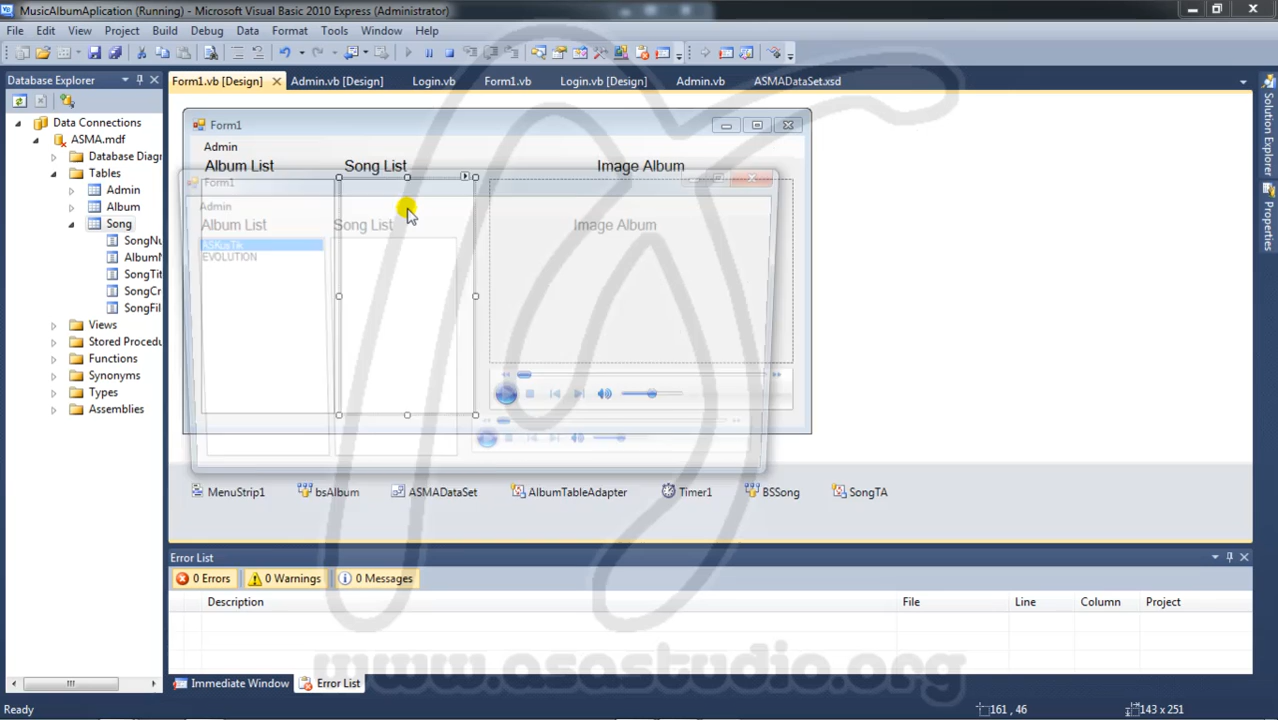 MusicAlbumAplication (Running) - Microsoft Visual Basic 2010 Express (Administrator)
File Edit View Project Build Debug Data Format Tools Window Help
Database Explorer
Form1.vb [Design] Admin.vb [Design] Login.vb Form1.vb Login.vb [Design] Admin.vb ASMADataSet.xsd
Data Connections
ASMA.mdf
Database Diagr
Tables
Admin
Album
Song
SongNu
AlbumN
SongTit
SongCr
SongFil
Views
Stored Procedu
Functions
Synonyms
Types
Assemblies
Form1
Admin
Album List Song List Image Album
Form1
Admin
Album List Song List Image Album
ASKusTik
EVOLUTION
MenuStrip1 bsAlbum ASMADataSet AlbumTableAdapter Timer1 BSSong SongTA
Solution Explorer
Properties
Error List
0 Errors 0 Warnings 0 Messages
Description File Line Column Project
www.asastudio.org
Immediate Window Error List
Ready 161 , 46 143 x 251